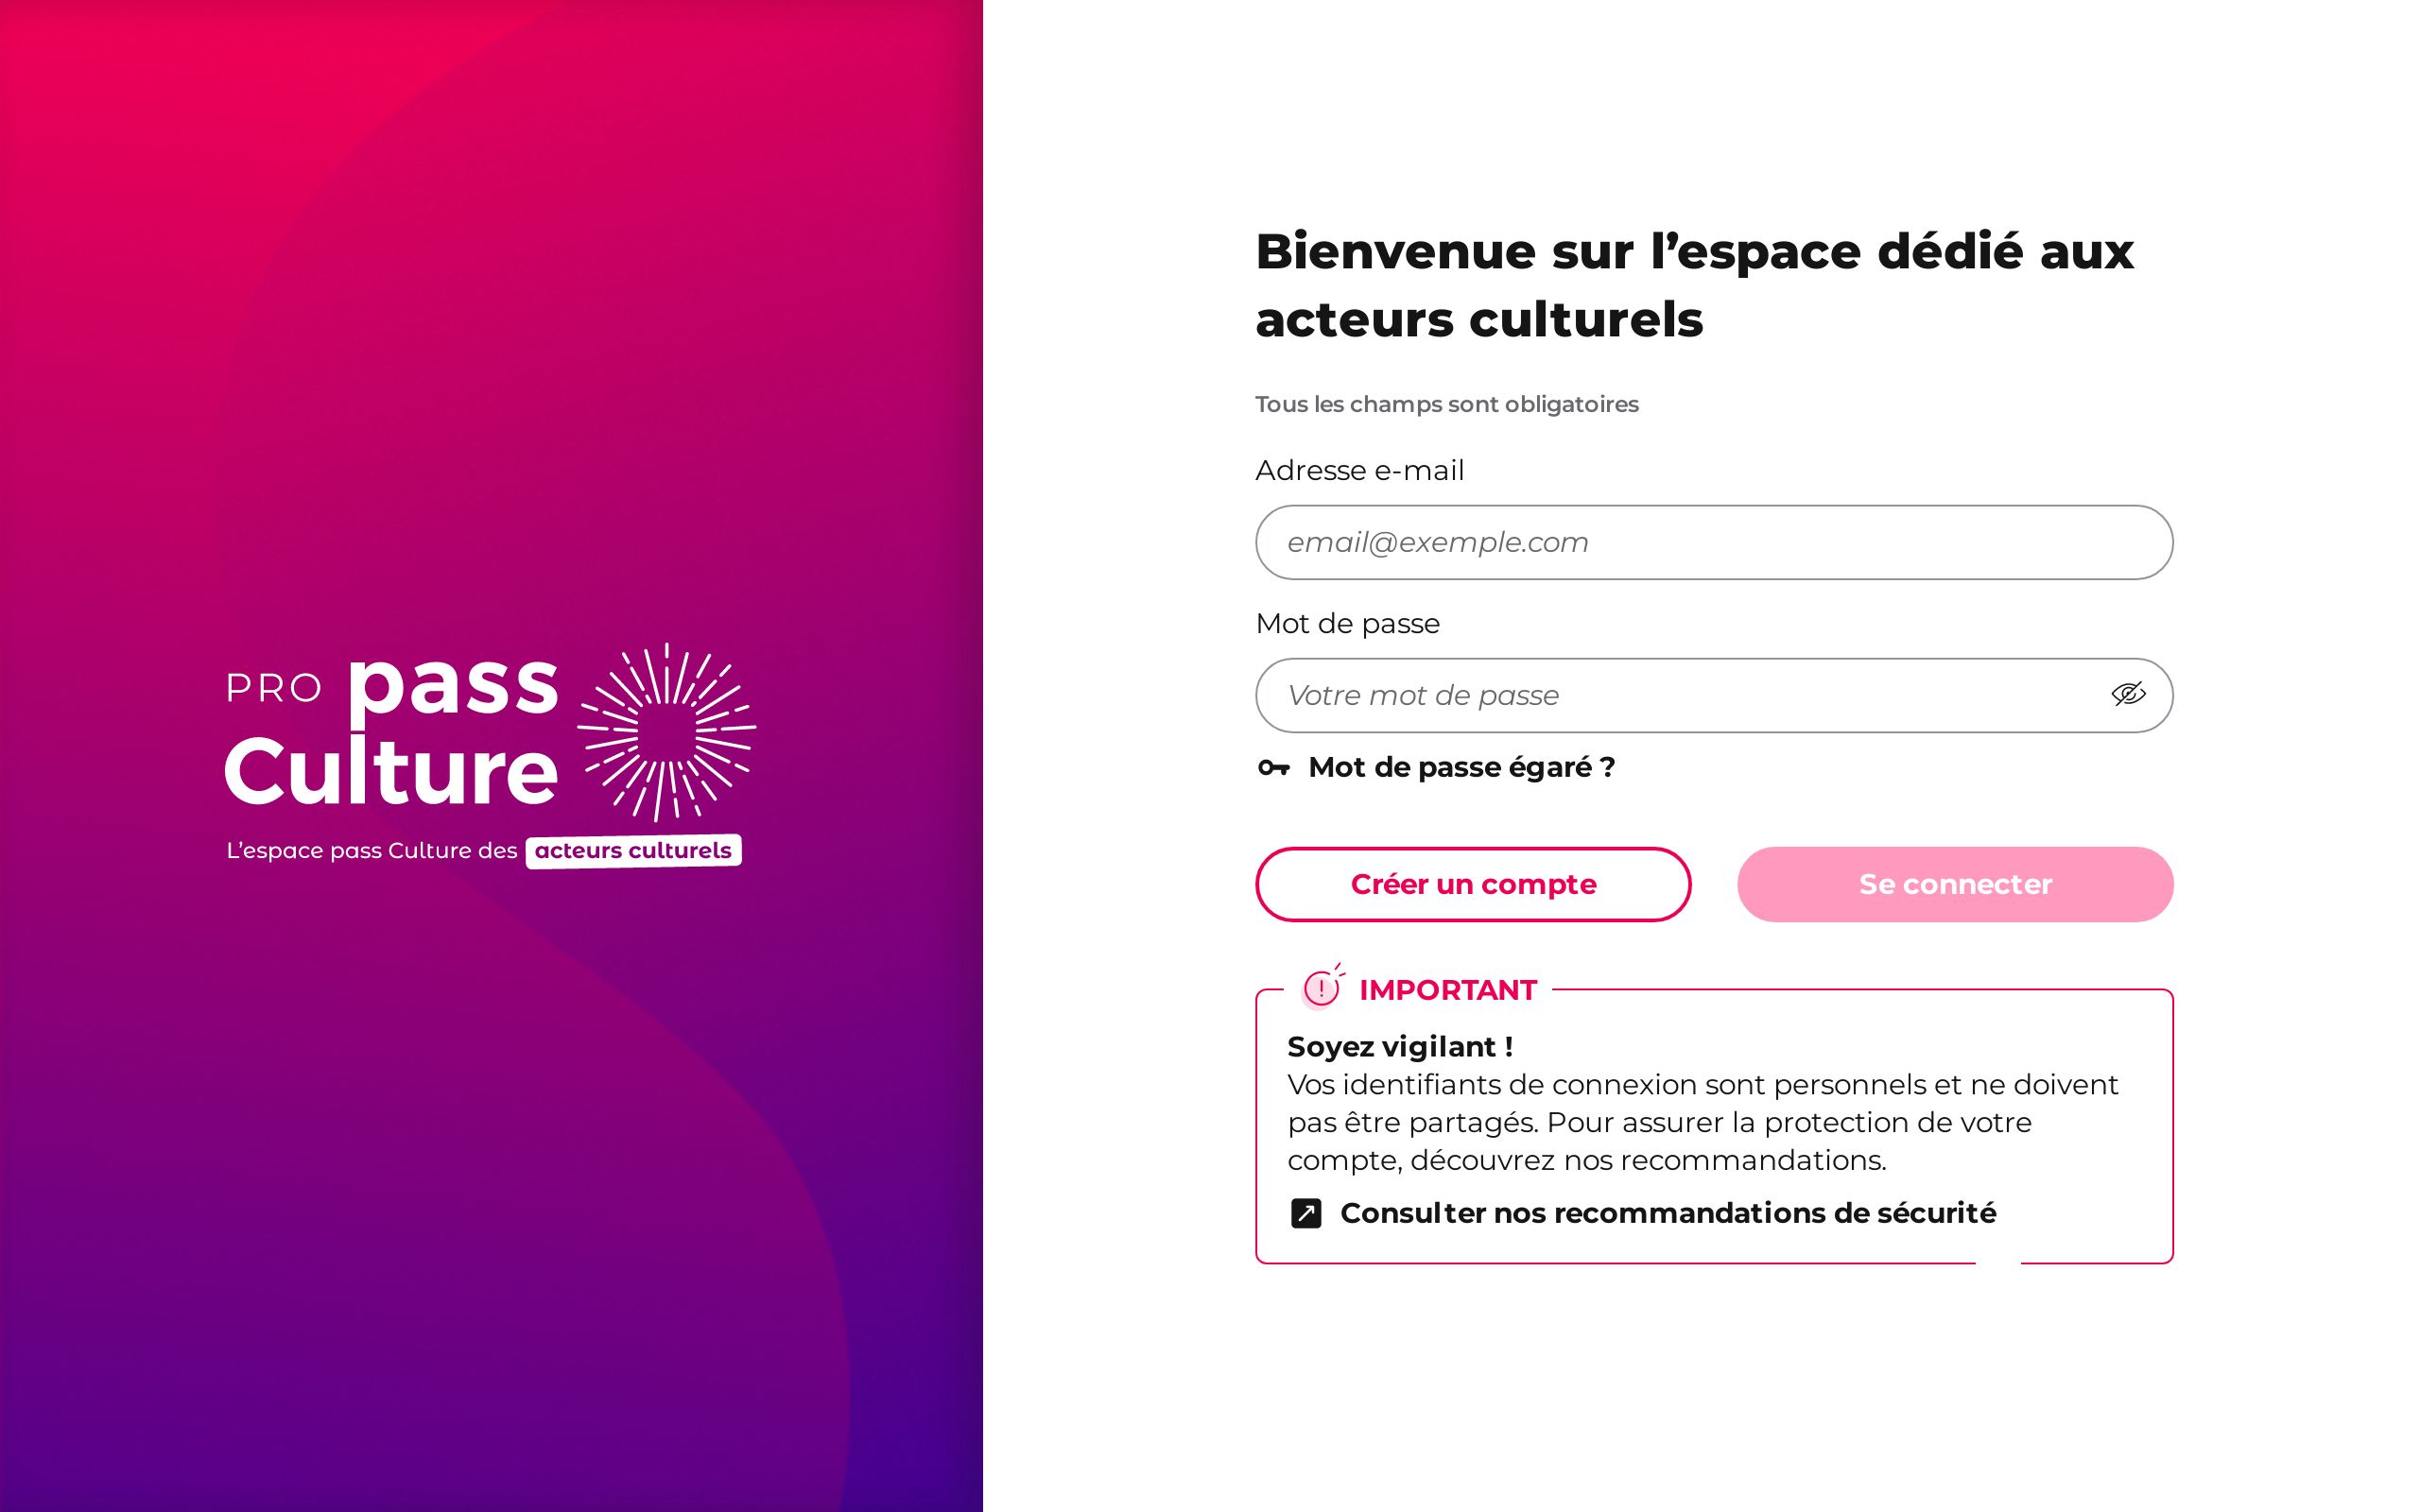 PRO pass
Culture
L’espace pass Culture des acteurs culturels
Bienvenue sur l’espace dédié aux
acteurs culturels
Tous les champs sont obligatoires
Adresse e-mail
email@exemple.com
Mot de passe
Votre mot de passe
Mot de passe égaré ?
Créer un compte
Se connecter
IMPORTANT
Soyez vigilant !
Vos identifiants de connexion sont personnels et ne doivent
pas être partagés. Pour assurer la protection de votre
compte, découvrez nos recommandations.
Consulter nos recommandations de sécurité